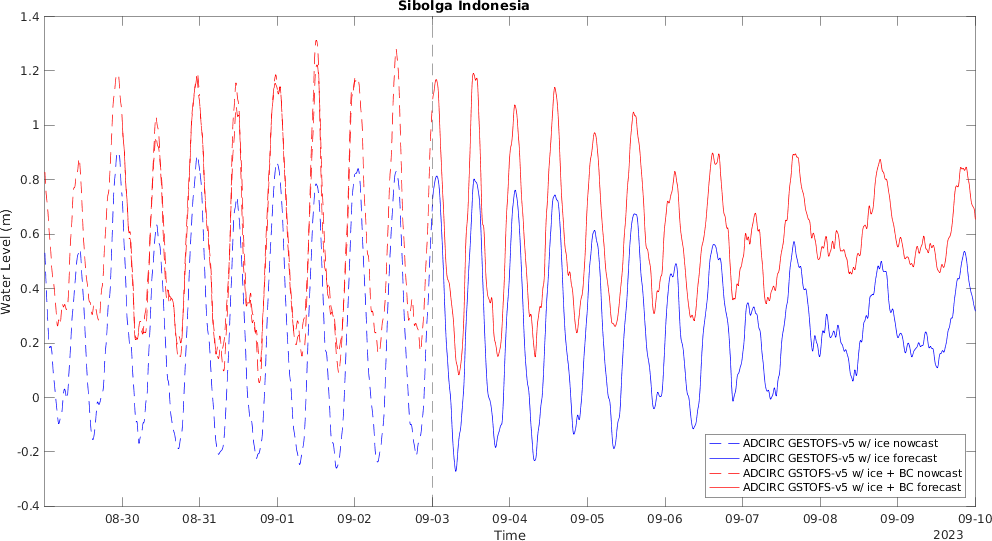 Sibolga Indonesia
1.4
1.2
1
0.8
0.6
0.4
0.2
0
-0.2
-0.4
Water Level (m)
08-30 08-31 09-01 09-02 09-03 09-04 09-05 09-06 09-07 09-08 09-09 09-10
Time
2023
ADCIRC GESTOFS-v5 w/ ice nowcast
ADCIRC GESTOFS-v5 w/ ice forecast
ADCIRC GSTOFS-v5 w/ ice + BC nowcast
ADCIRC GSTOFS-v5 w/ ice + BC forecast